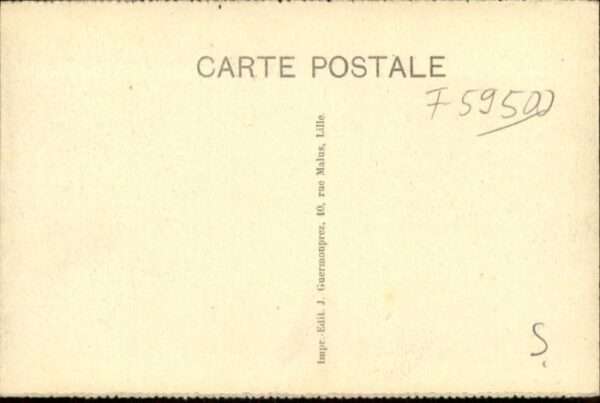 CARTE POSTALE
F 59500
Impr.-Edit. J. Guermonprez, 40, rue Malus, Lille.
S.